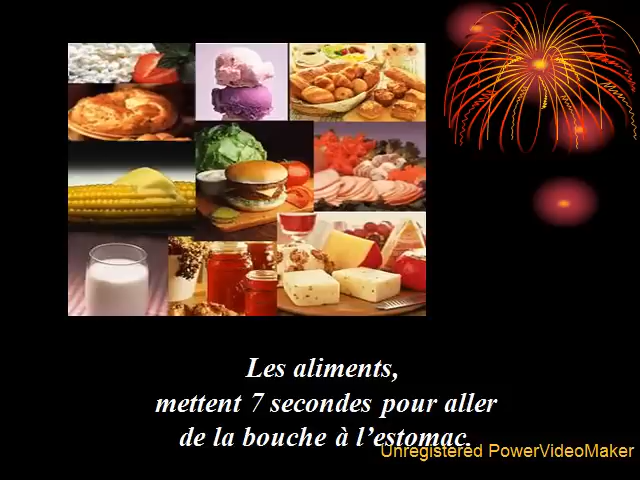 Les aliments,
mettent 7 secondes pour aller
de la bouche à l’estomac.
Unregistered PowerVideoMaker